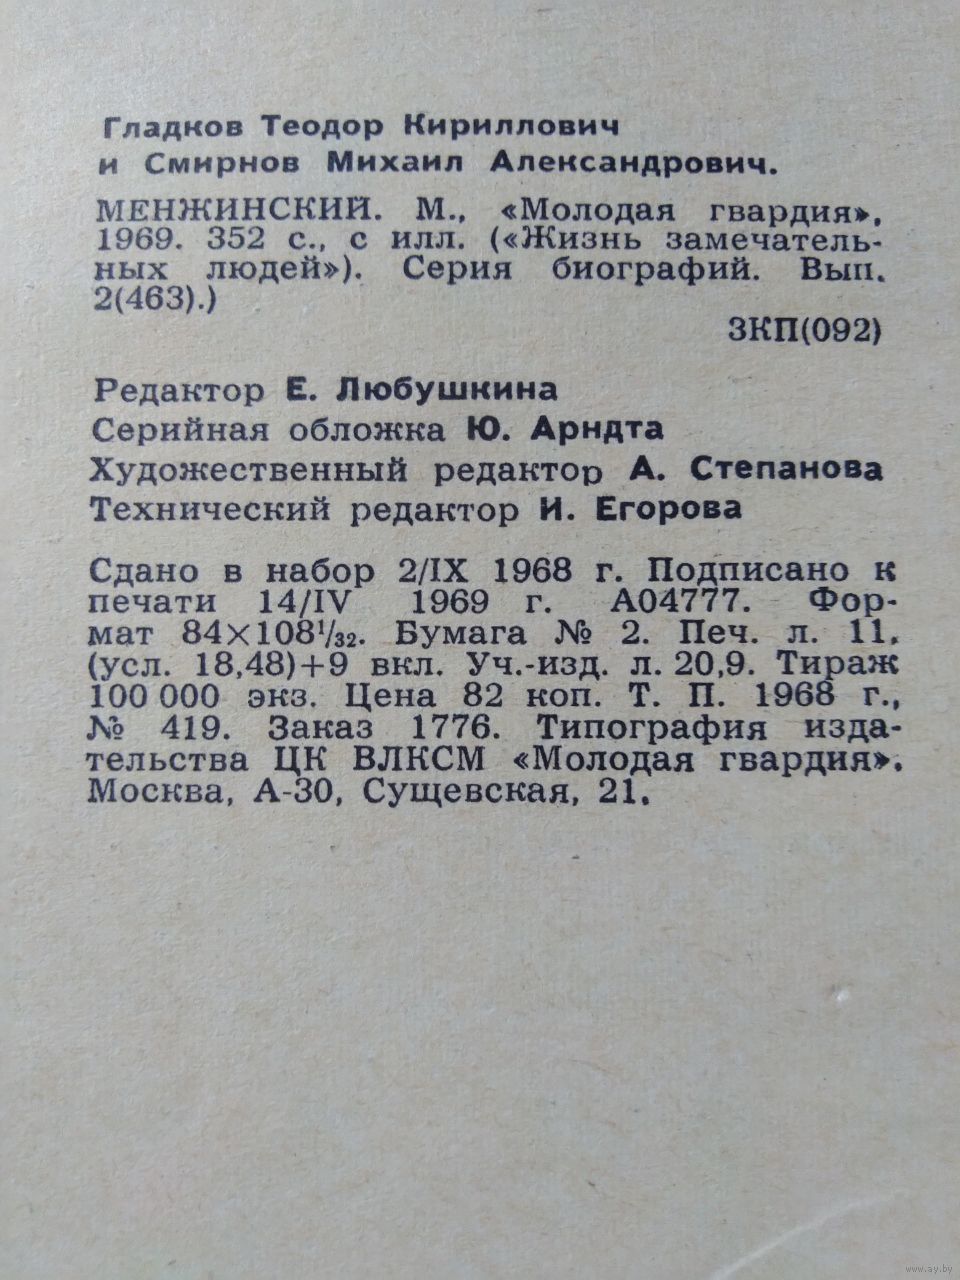 Гладков Теодор Кириллович
и Смирнов Михаил Александрович.
МЕНЖИНСКИЙ. М., «Молодая гвардия»,
1969. 352 с., с илл. («Жизнь замечатель-
ных людей»). Серия биографий. Вып.
2(463).)
3КП(092)
Редактор Е. Любушкина
Серийная обложка Ю. Арндта
Художественный редактор А. Степанова
Технический редактор И. Егорова
Сдано в набор 2/IX 1968 г. Подписано к
печати 14/IV 1969 г. А04777. Фор-
мат 84×108¹/₃₂. Бумага № 2. Печ. л. 11,
(усл. 18,48)+9 вкл. Уч.-изд. л. 20,9. Тираж
100 000 экз. Цена 82 коп. Т. П. 1968 г.,
№ 419. Заказ 1776. Типография изда-
тельства ЦК ВЛКСМ «Молодая гвардия».
Москва, А-30, Сущевская, 21.
www.ay.by